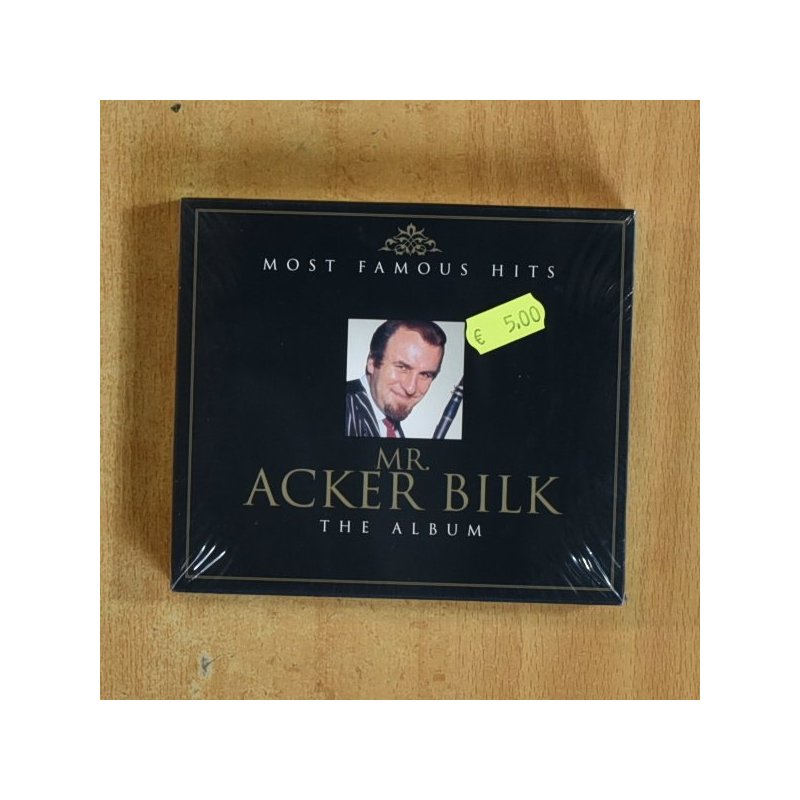 MOST FAMOUS HITS
€ 5,00
MR.
ACKER BILK
THE ALBUM